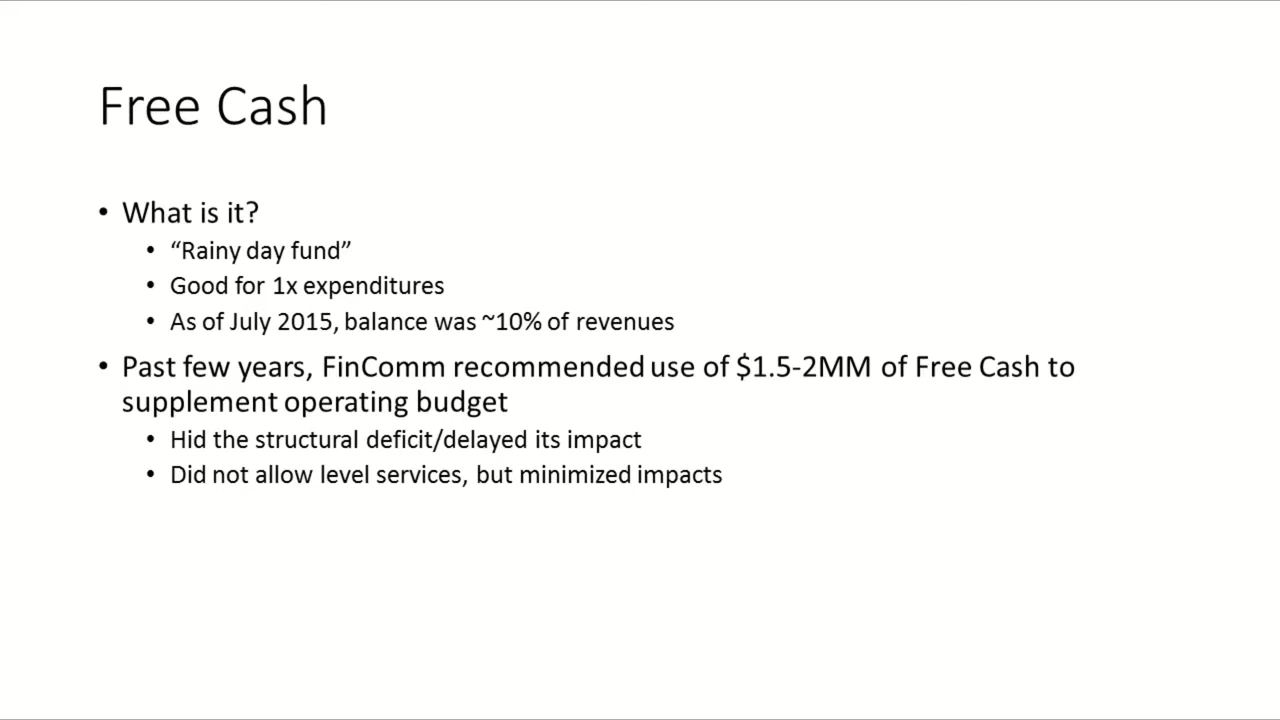 Free Cash
• What is it?
• “Rainy day fund”
• Good for 1x expenditures
• As of July 2015, balance was ~10% of revenues
• Past few years, FinComm recommended use of $1.5-2MM of Free Cash to
supplement operating budget
• Hid the structural deficit/delayed its impact
• Did not allow level services, but minimized impacts